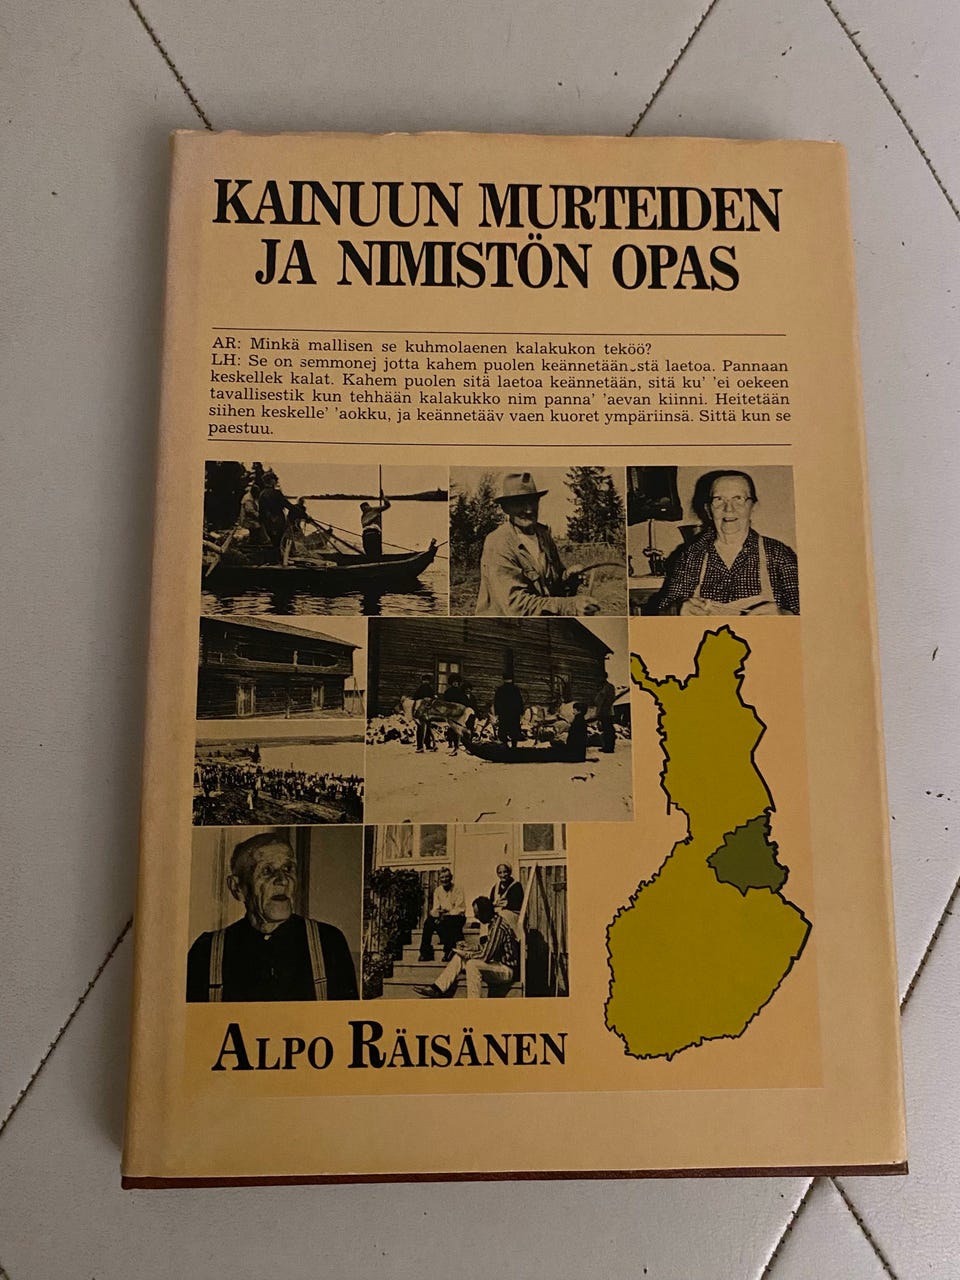 KAINUUN MURTEIDEN
JA NIMISTÖN OPAS
AR: Minkä mallisen se kuhmolaenen kalakukon teköö?
LH: Se on semmonej jotta kahem puolen keännetään stä laetoa. Pannaan
keskellek kalat. Kahem puolen sitä laetoa keännetään, sitä ku' 'ei oekeen
tavallisestik kun tehhään kalakukko nim panna' 'aevan kiinni. Heitetään
siihen keskelle' 'aokku, ja keännetääv vaen kuoret ympäriinsä. Sittä kun se
paestuu.
ALPO RÄISÄNEN